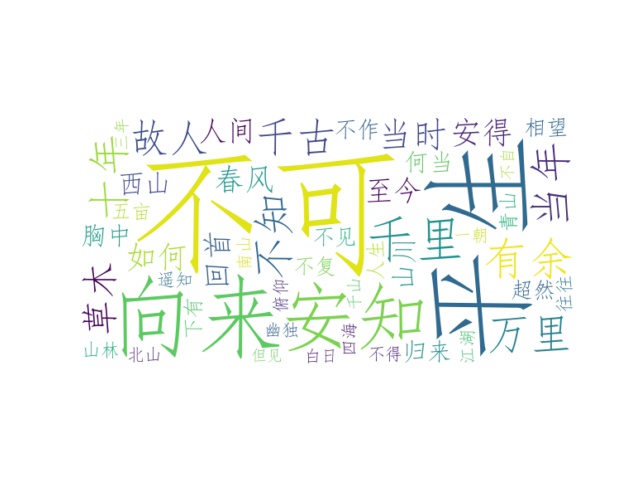 不可
平生
向来
安知
故人
人间
千古
不作
当时
安得
相望
三年
十年
西山
春风
至今
何当
不自
当年
五亩
胸中
如何
回首
不知
不见
千里
青山
一朝
有余
草木
遥知
南山
不复
人生
山川
超然
往往
下有
俯仰
千山
万里
幽独
四海
江湖
山林
北山
但见
白日
不得
归来